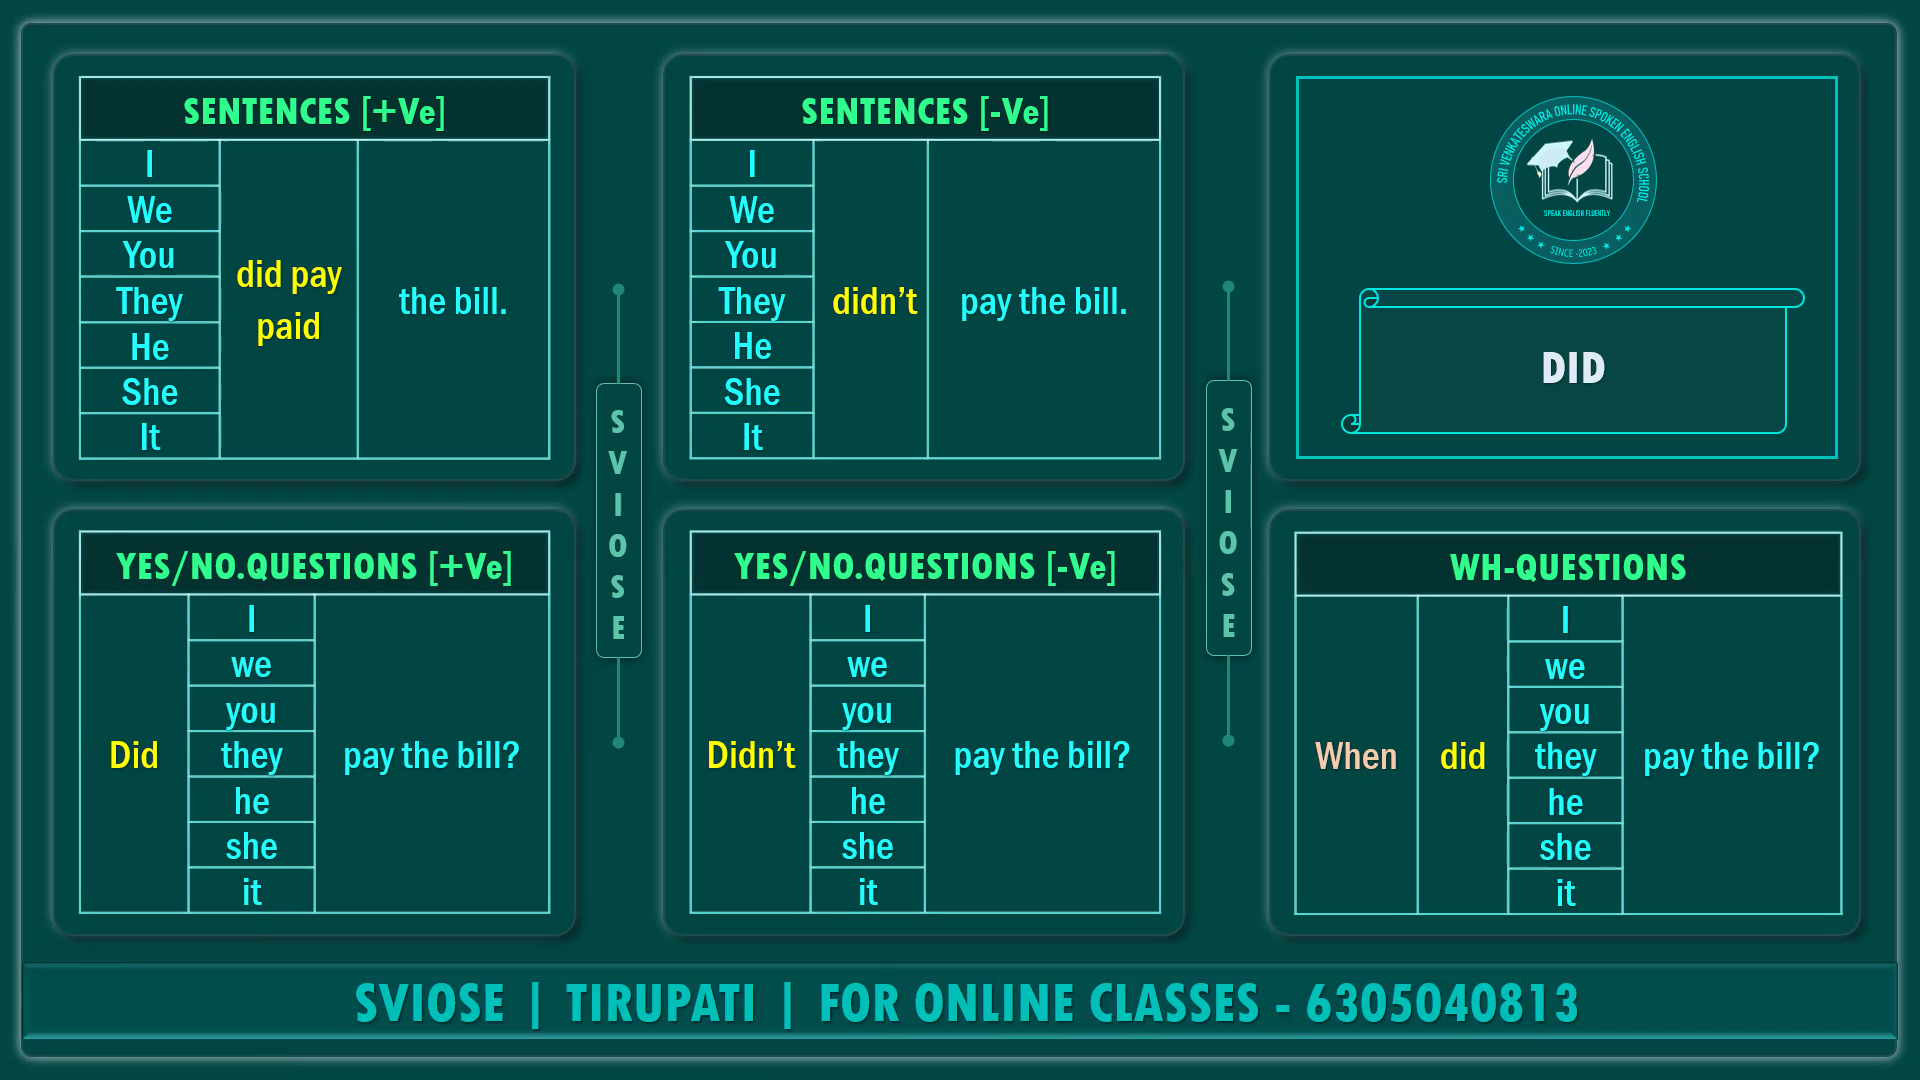 SENTENCES [+Ve]
I
We
You
They
He
She
It
did pay
paid
the bill.
SENTENCES [-Ve]
I
We
You
They
He
She
It
didn’t
pay the bill.
SRI VENKATESWARA ONLINE SPOKEN ENGLISH SCHOOL
SPEAK ENGLISH FLUENTLY
SINCE -2023
DID
S
V
I
O
S
E
S
V
I
O
S
E
YES/NO.QUESTIONS [+Ve]
Did
I
we
you
they
he
she
it
pay the bill?
YES/NO.QUESTIONS [-Ve]
Didn’t
I
we
you
they
he
she
it
pay the bill?
WH-QUESTIONS
When
did
I
we
you
they
he
she
it
pay the bill?
SVIOSE | TIRUPATI | FOR ONLINE CLASSES - 6305040813